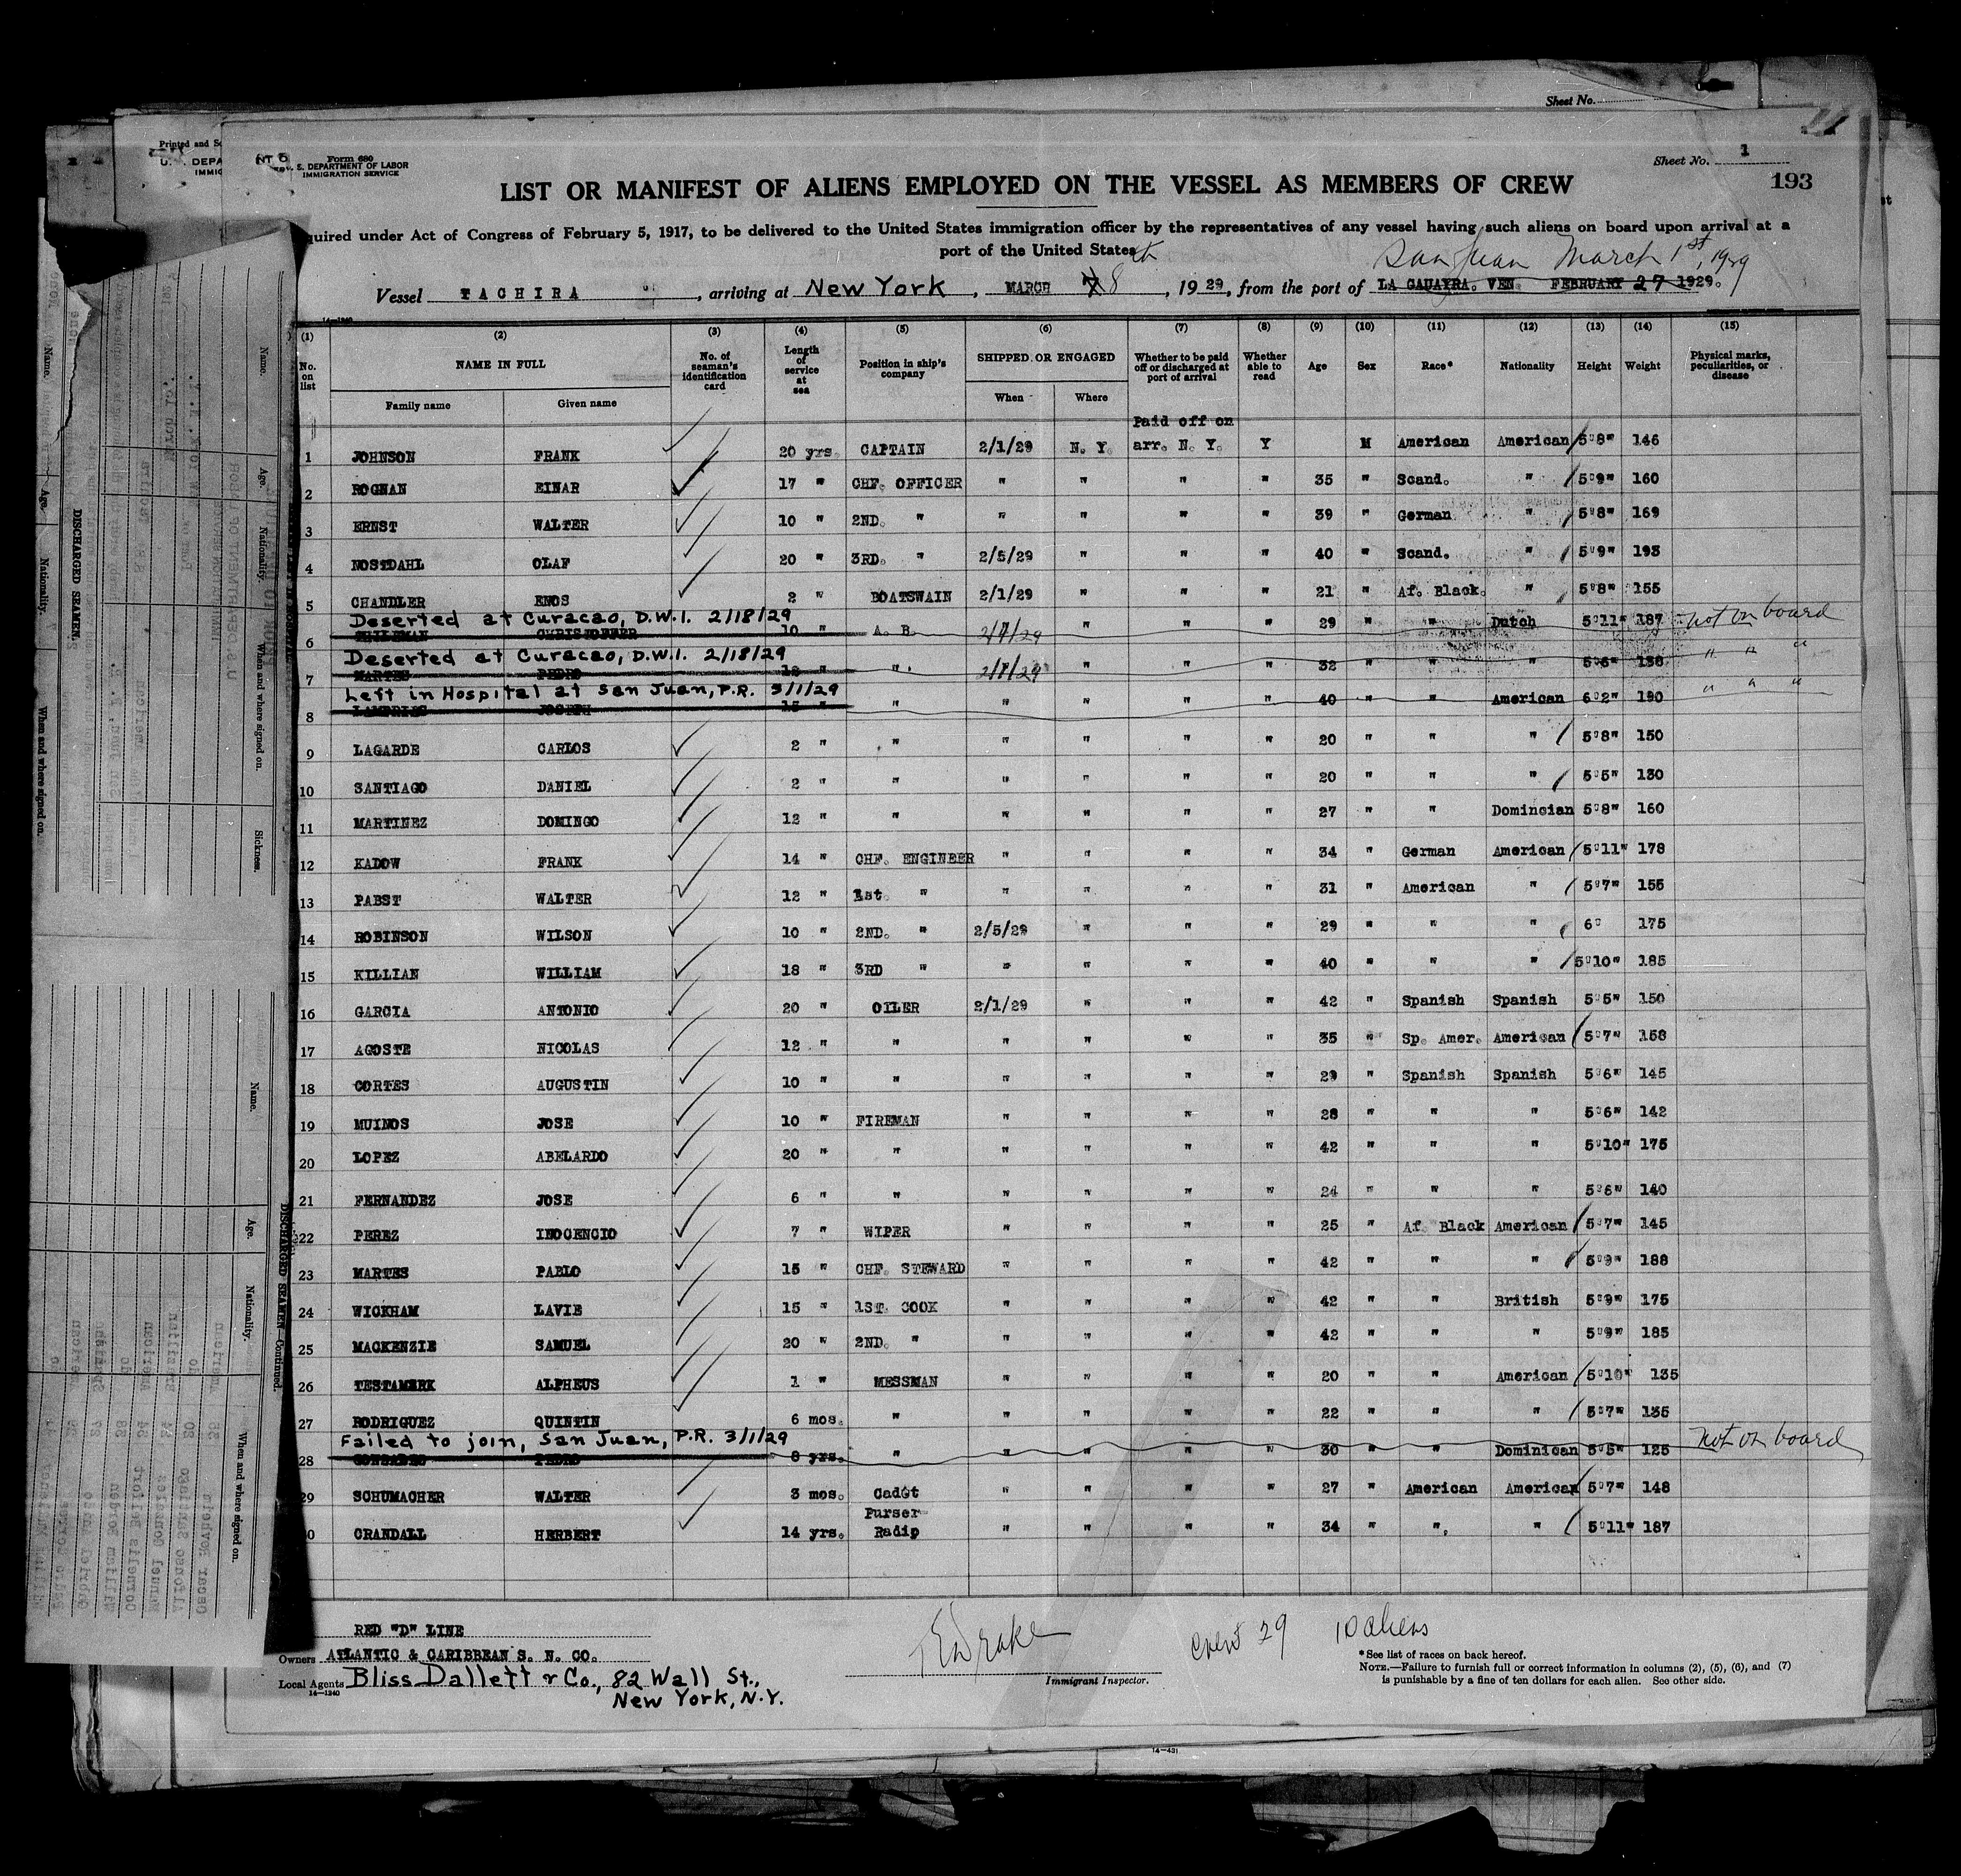 Sheet No.
Form 680
S. DEPARTMENT OF LABOR
IMMIGRATION SERVICE
Sheet No. 1
193
LIST OR MANIFEST OF ALIENS EMPLOYED ON THE VESSEL AS MEMBERS OF CREW
quired under Act of Congress of February 5, 1917, to be delivered to the United States immigration officer by the representatives of any vessel having such aliens on board upon arrival at a
port of the United States
San Juan March 1st, 1929
Vessel TACHIRA, arriving at New York, MARCH 8th, 1929, from the port of LA GAUAYRA. VEN. FEBRUARY 27 1929.
(1) (2) (3) (4) (5) (6) (7) (8) (9) (10) (11) (12) (13) (14) (15)
No. on list NAME IN FULL No. of seaman's identification card Length of service at sea Position in ship's company SHIPPED OR ENGAGED Whether to be paid off or discharged at port of arrival Whether able to read Age Sex Race* Nationality Height Weight Physical marks, peculiarities, or disease
Family name Given name When Where
Paid off on
1 JOHNSON FRANK 20 yrs. CAPTAIN 2/1/29 N. Y. arr. N. Y. Y M American American 5'8" 146
2 ROGNAN EINAR 17 " CHF. OFFICER " " " " 35 " Scand. " 5'9" 160
3 ERNST WALTER 10 " 2ND. " " " " " 39 " German " 5'8" 169
4 NOSTDAHL OLAF 20 " 3RD. " 2/5/29 " " " 40 " Scand. " 5'9" 193
5 CHANDLER ENOS 2 " BOATSWAIN 2/1/29 " " " 21 " Af. Black. " 5'8" 155
Deserted at Curacao, D.W.I. 2/18/29
6 10 " A. B. 2/7/29 " " " 29 " " Dutch 5'11" 187 not on board
Deserted at Curacao, D.W.I. 2/18/29
7 MARTES PEDRO " 2/7/29 " " " 32 " " " 5'6" 138 " " "
Left in Hospital at San Juan, P.R. 3/1/29
8 JOSEPH 15 " " " " " " 40 " " American 6'2" 190 " " "
9 LAGARDE CARLOS 2 " " " " " " 20 " " " 5'8" 150
10 SANTIAGO DANIEL 2 " " " " " " 20 " " " 5'5" 130
11 MARTINEZ DOMINGO 12 " " " " " " 27 " " Domincian 5'8" 160
12 KADOW FRANK 14 " CHF. ENGINEER " " " " 34 " German American 5'11" 178
13 PABST WALTER 12 " 1st. " " " " " 31 " American " 5'7" 155
14 ROBINSON WILSON 10 " 2ND. " 2/5/29 " " " 29 " " " 6' 175
15 KILLIAN WILLIAM 18 " 3RD " " " " " 40 " " " 5'10" 185
16 GARCIA ANTONIO 20 " OILER 2/1/29 " " " 42 " Spanish Spanish 5'5" 150
17 AGOSTE NICOLAS 12 " " " " " " 35 " Sp. Amer. American 5'7" 158
18 CORTES AUGUSTIN 10 " " " " " " 29 " Spanish Spanish 5'6" 145
19 MUINOS JOSE 10 " FIREMAN " " " " 28 " " " 5'6" 142
20 LOPEZ ABELARDO 20 " " " " " " 42 " " " 5'10" 175
21 FERNANDEZ JOSE 6 " " " " " " 24 " " " 5'6" 140
22 PEREZ INOCENCIO 7 " WIPER " " " " 25 " Af. Black American 5'7" 145
23 MARTES PABLO 15 " CHF. STEWARD " " " " 42 " " " 5'9" 188
24 WICKHAM LAVIE 15 " 1ST. COOK " " " " 42 " " British 5'9" 175
25 MACKENZIE SAMUEL 20 " 2ND. " " " " " 42 " " " 5'9" 185
26 TESTAMARK ALPHEUS 1 " MESSMAN " " " " 20 " " American 5'10" 135
27 RODRIGUEZ QUINTIN 6 mos. " " " " " 22 " " " 5'7" 135
Failed to join, San Juan, P.R. 3/1/29
28 PEDRO 8 yrs. " " " " " 30 " " Dominican 5'5" 125 not on board
29 SCHUMACHER WALTER 3 mos. Cadet " " " " 27 " American American 5'7" 148
Purser
30 CRANDALL HERBERT 14 yrs. Radio " " " " 34 " " " 5'11" 187
RED "D" LINE
Owners ATLANTIC & CARIBBEAN S. N. CO.
Local Agents Bliss Dallett & Co., 82 Wall St.,
New York, N.Y.
14—1240
Drake
Immigrant Inspector.
crew 29 10 aliens
*See list of races on back hereof.
NOTE.—Failure to furnish full or correct information in columns (2), (5), (6), and (7)
is punishable by a fine of ten dollars for each alien. See other side.
14—431
DISCHARGED SEAMEN.
Name. Age. Nationality. When and where signed on. Sickness.
DISCHARGED SEAMEN—Continued.
Name. Age. Nationality. When and where signed on.